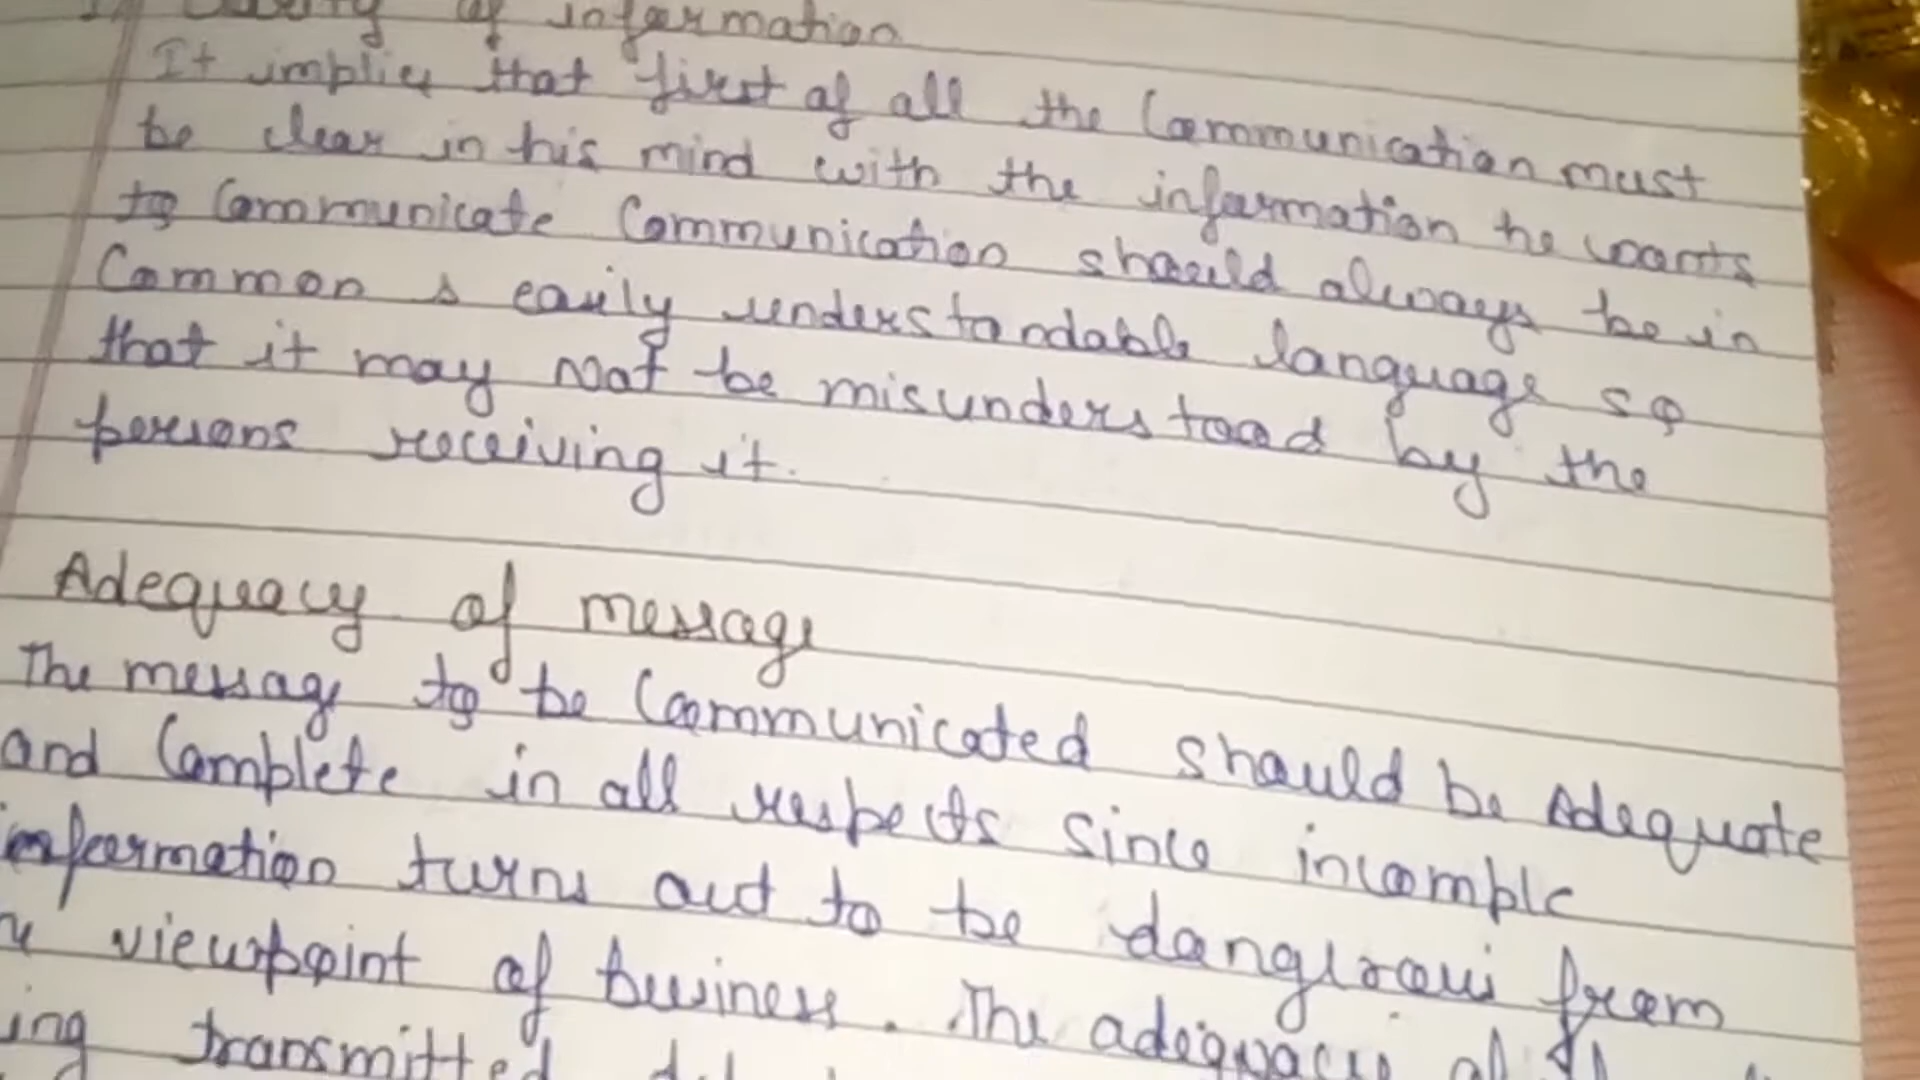 of information
It implies that first of all the Communication must
be clear in his mind with the information he wants
to Communicate Communication should always be in
Common & easily understandable language so
that it may not be misunderstood by the
persons receiving it.
Adequacy of message
The message to be Communicated should be Adequate
and Complete in all respects since incomple
information turns out to be dangerous from
viewpoint of business. The adequacy of
ing transmitted